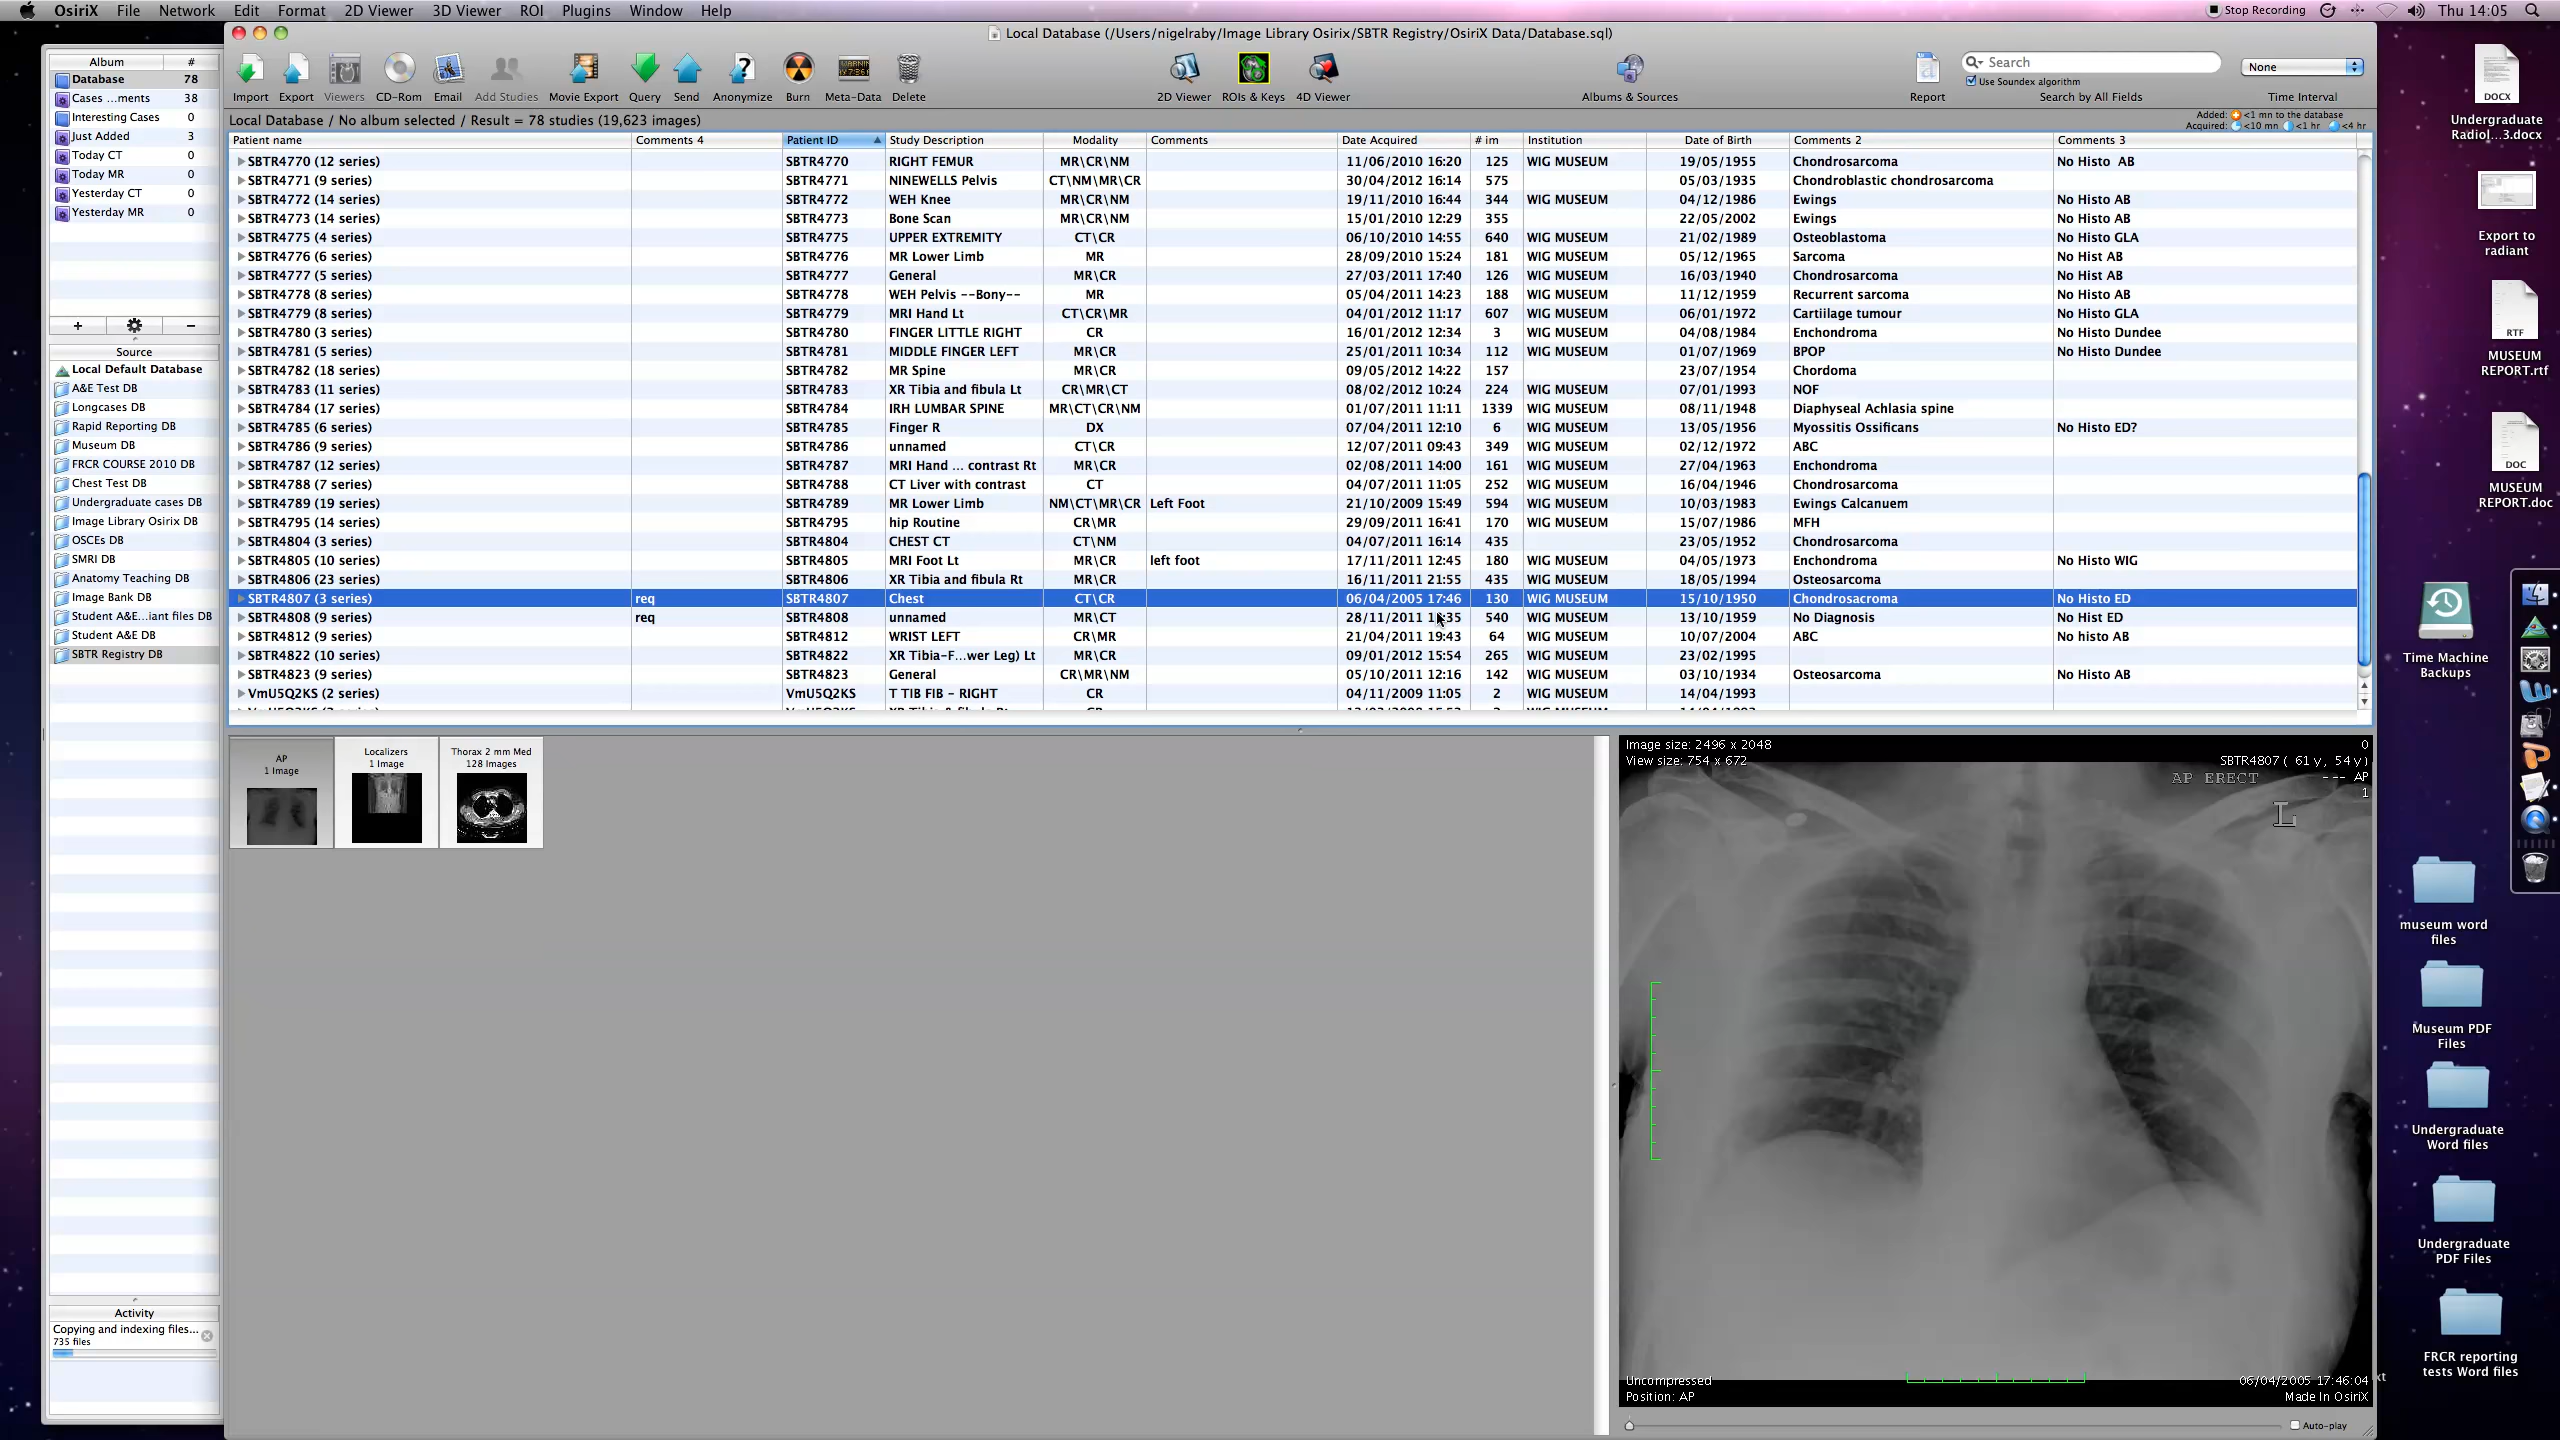 OsiriX File Network Edit Format 2D Viewer 3D Viewer ROI Plugins Window Help Stop Recording Thu 14:05
Local Database (/Users/nigelraby/Image Library Osirix/SBTR Registry/OsiriX Data/Database.sql)
Album #
Database 78
Cases ...ments 38
Interesting Cases 0
Just Added 3
Today CT 0
Today MR 0
Yesterday CT 0
Yesterday MR 0
+ −
Source
Local Default Database
A&E Test DB
Longcases DB
Rapid Reporting DB
Museum DB
FRCR COURSE 2010 DB
Chest Test DB
Undergraduate cases DB
Image Library Osirix DB
OSCEs DB
SMRI DB
Anatomy Teaching DB
Image Bank DB
Student A&E...iant files DB
Student A&E DB
SBTR Registry DB
Activity
Copying and indexing files...
735 files
Import Export Viewers CD-Rom Email Add Studies Movie Export Query Send Anonymize Burn Meta-Data Delete 2D Viewer ROIs & Keys 4D Viewer Albums & Sources Report
Search
Use Soundex algorithm
Search by All Fields
None
Time Interval
Local Database / No album selected / Result = 78 studies (19,623 images)
Added: <1 mn to the database
Acquired: <10 mn <1 hr <4 hr
Patient name Comments 4 Patient ID Study Description Modality Comments Date Acquired # im Institution Date of Birth Comments 2 Comments 3
SBTR4770 (12 series) SBTR4770 RIGHT FEMUR MR\CR\NM 11/06/2010 16:20 125 WIG MUSEUM 19/05/1955 Chondrosarcoma No Histo AB
SBTR4771 (9 series) SBTR4771 NINEWELLS Pelvis CT\NM\MR\CR 30/04/2012 16:14 575 05/03/1935 Chondroblastic chondrosarcoma
SBTR4772 (14 series) SBTR4772 WEH Knee MR\CR\NM 19/11/2010 16:44 344 WIG MUSEUM 04/12/1986 Ewings No Histo AB
SBTR4773 (14 series) SBTR4773 Bone Scan MR\CR\NM 15/01/2010 12:29 355 22/05/2002 Ewings No Histo AB
SBTR4775 (4 series) SBTR4775 UPPER EXTREMITY CT\CR 06/10/2010 14:55 640 WIG MUSEUM 21/02/1989 Osteoblastoma No Histo GLA
SBTR4776 (6 series) SBTR4776 MR Lower Limb MR 28/09/2010 15:24 181 WIG MUSEUM 05/12/1965 Sarcoma No Hist AB
SBTR4777 (5 series) SBTR4777 General MR\CR 27/03/2011 17:40 126 WIG MUSEUM 16/03/1940 Chondrosarcoma No Hist AB
SBTR4778 (8 series) SBTR4778 WEH Pelvis --Bony-- MR 05/04/2011 14:23 188 WIG MUSEUM 11/12/1959 Recurrent sarcoma No Histo AB
SBTR4779 (8 series) SBTR4779 MRI Hand Lt CT\CR\MR 04/01/2012 11:17 607 WIG MUSEUM 06/01/1972 Cartiilage tumour No Histo GLA
SBTR4780 (3 series) SBTR4780 FINGER LITTLE RIGHT CR 16/01/2012 12:34 3 WIG MUSEUM 04/08/1984 Enchondroma No Histo Dundee
SBTR4781 (5 series) SBTR4781 MIDDLE FINGER LEFT MR\CR 25/01/2011 10:34 112 WIG MUSEUM 01/07/1969 BPOP No Histo Dundee
SBTR4782 (18 series) SBTR4782 MR Spine MR\CR 09/05/2012 14:22 157 23/07/1954 Chordoma
SBTR4783 (11 series) SBTR4783 XR Tibia and fibula Lt CR\MR\CT 08/02/2012 10:24 224 WIG MUSEUM 07/01/1993 NOF
SBTR4784 (17 series) SBTR4784 IRH LUMBAR SPINE MR\CT\CR\NM 01/07/2011 11:11 1339 WIG MUSEUM 08/11/1948 Diaphyseal Achlasia spine
SBTR4785 (6 series) SBTR4785 Finger R DX 07/04/2011 12:10 6 WIG MUSEUM 13/05/1956 Myossitis Ossificans No Histo ED?
SBTR4786 (9 series) SBTR4786 unnamed CT\CR 12/07/2011 09:43 349 WIG MUSEUM 02/12/1972 ABC
SBTR4787 (12 series) SBTR4787 MRI Hand ... contrast Rt MR\CR 02/08/2011 14:00 161 WIG MUSEUM 27/04/1963 Enchondroma
SBTR4788 (7 series) SBTR4788 CT Liver with contrast CT 04/07/2011 11:05 252 WIG MUSEUM 16/04/1946 Chondrosarcoma
SBTR4789 (19 series) SBTR4789 MR Lower Limb NM\CT\MR\CR Left Foot 21/10/2009 15:49 594 WIG MUSEUM 10/03/1983 Ewings Calcanuem
SBTR4795 (14 series) SBTR4795 hip Routine CR\MR 29/09/2011 16:41 170 WIG MUSEUM 15/07/1986 MFH
SBTR4804 (3 series) SBTR4804 CHEST CT CT\NM 04/07/2011 16:14 435 23/05/1952 Chondrosarcoma
SBTR4805 (10 series) SBTR4805 MRI Foot Lt MR\CR left foot 17/11/2011 12:45 180 WIG MUSEUM 04/05/1973 Enchondroma No Histo WIG
SBTR4806 (23 series) SBTR4806 XR Tibia and fibula Rt MR\CR 16/11/2011 21:55 435 WIG MUSEUM 18/05/1994 Osteosarcoma
SBTR4807 (3 series) req SBTR4807 Chest CT\CR 06/04/2005 17:46 130 WIG MUSEUM 15/10/1950 Chondrosacroma No Histo ED
SBTR4808 (9 series) req SBTR4808 unnamed MR\CT 28/11/2011 540 WIG MUSEUM 13/10/1959 No Diagnosis No Hist ED
SBTR4812 (9 series) SBTR4812 WRIST LEFT CR\MR 21/04/2011 19:43 64 WIG MUSEUM 10/07/2004 ABC No histo AB
SBTR4822 (10 series) SBTR4822 XR Tibia-F...wer Leg) Lt MR\CR 09/01/2012 15:54 265 WIG MUSEUM 23/02/1995
SBTR4823 (9 series) SBTR4823 General CR\MR\NM 05/10/2011 12:16 142 WIG MUSEUM 03/10/1934 Osteosarcoma No Histo AB
VmU5Q2KS (2 series) VmU5Q2KS T TIB FIB - RIGHT CR 04/11/2009 11:05 2 WIG MUSEUM 14/04/1993
AP
1 Image
Localizers
1 Image
Thorax 2 mm Med
128 Images
Image size: 2496 x 2048
View size: 754 x 672
0
SBTR4807 ( 61 y, 54 y)
--- AP
1
AP ERECT
L
Uncompressed
Position: AP
06/04/2005 17:46:04
Made In OsiriX
Auto-play
DOCX
Undergraduate
Radiol...3.docx
Export to
radiant
RTF
MUSEUM
REPORT.rtf
DOC
MUSEUM
REPORT.doc
Time Machine
Backups
museum word
files
Museum PDF
Files
Undergraduate
Word files
Undergraduate
PDF Files
FRCR reporting
tests Word files